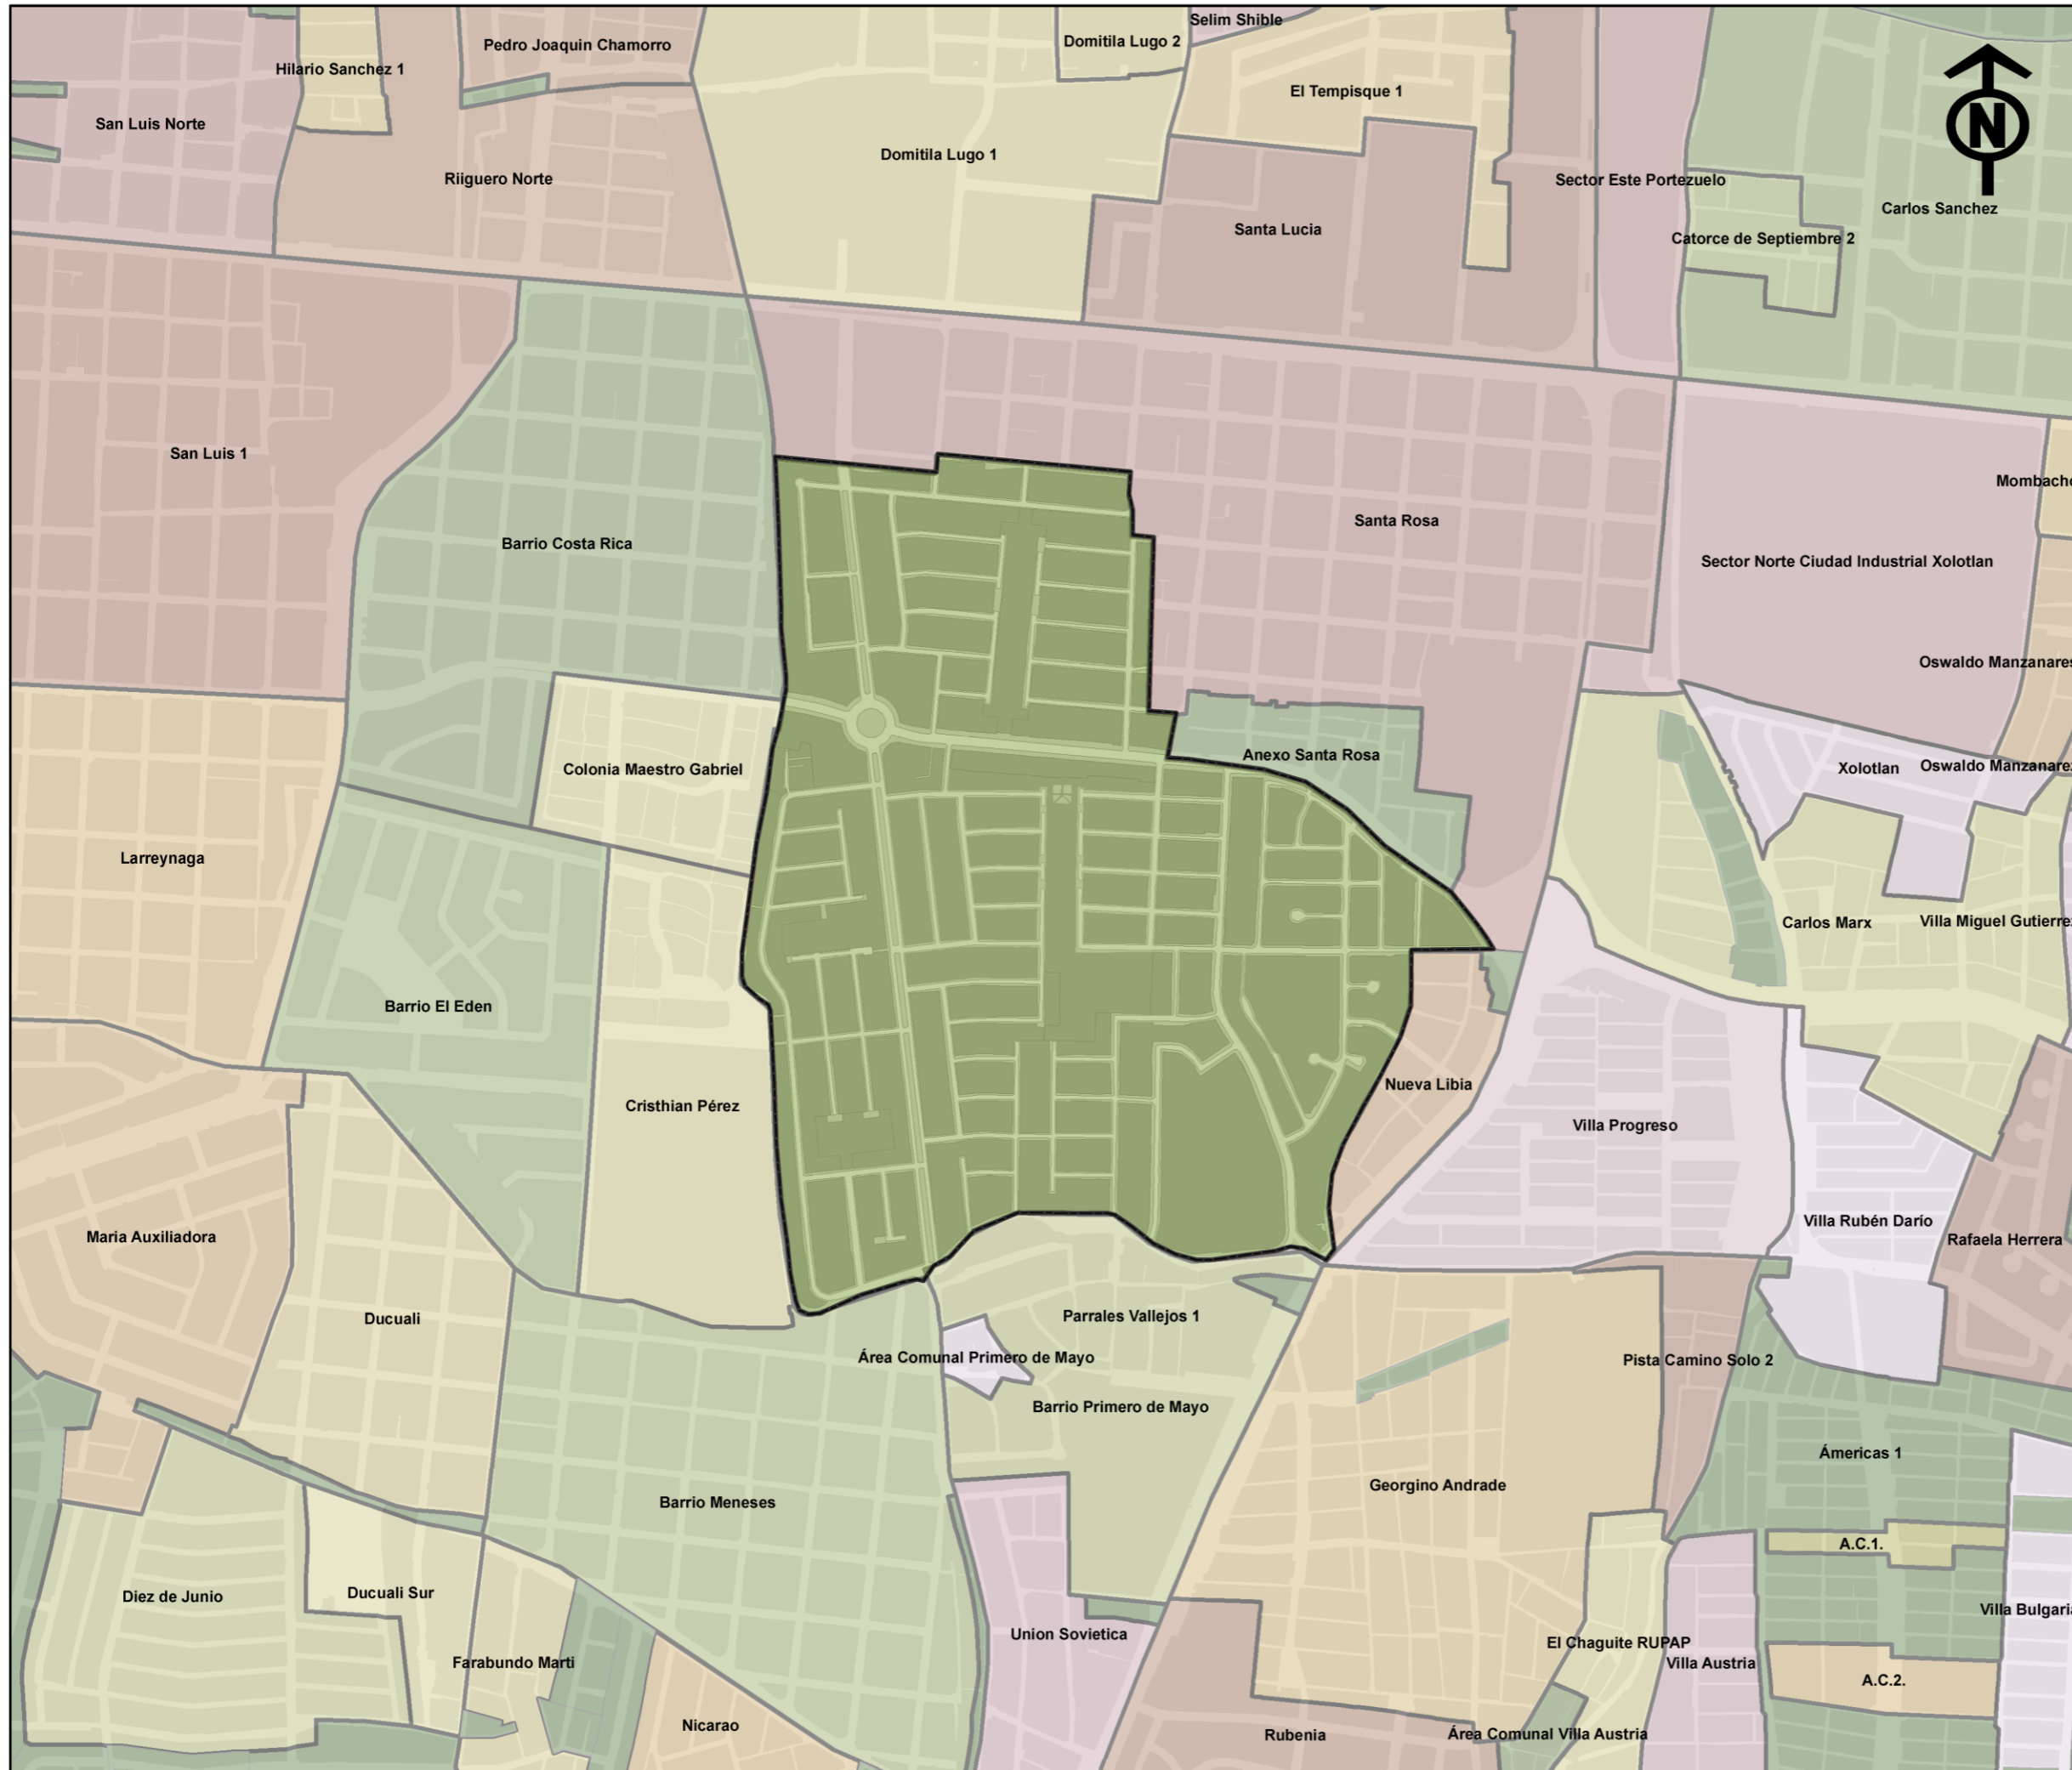 Selim Shible
Pedro Joaquin Chamorro
Domitila Lugo 2
Hilario Sanchez 1
El Tempisque 1
N
San Luis Norte
Domitila Lugo 1
Riiguero Norte
Sector Este Portezuelo
Carlos Sanchez
Santa Lucia
Catorce de Septiembre 2
San Luis 1
Mombacho
Santa Rosa
Barrio Costa Rica
Sector Norte Ciudad Industrial Xolotlan
Oswaldo Manzanares
Anexo Santa Rosa
Colonia Maestro Gabriel
Xolotlan
Oswaldo Manzanarez
Larreynaga
Carlos Marx
Villa Miguel Gutierrez
Barrio El Eden
Nueva Libia
Cristhian Pérez
Villa Progreso
Villa Rubén Darío
Maria Auxiliadora
Rafaela Herrera
Parrales Vallejos 1
Ducuali
Área Comunal Primero de Mayo
Pista Camino Solo 2
Barrio Primero de Mayo
Ámericas 1
Georgino Andrade
Barrio Meneses
A.C.1.
Diez de Junio
Ducuali Sur
Villa Bulgaria
Union Sovietica
El Chaguite RUPAP
Farabundo Marti
Villa Austria
A.C.2.
Nicarao
Rubenia
Área Comunal Villa Austria